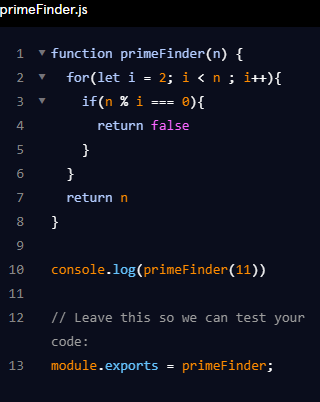 primeFinder.js
1 function primeFinder(n) {
2 for(let i = 2; i < n ; i++){
3 if(n % i === 0){
4 return false
5 }
6 }
7 return n
8 }
9
10 console.log(primeFinder(11))
11
12 // Leave this so we can test your
code:
13 module.exports = primeFinder;